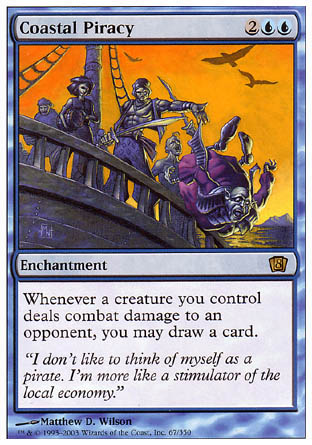 Coastal Piracy 2
Enchantment
Whenever a creature you control
deals combat damage to an
opponent, you may draw a card.
“I don’t like to think of myself as a
pirate. I’m more like a stimulator of the
local economy.”
Matthew D. Wilson
™ & © 1993-2003 Wizards of the Coast, Inc. 67/350